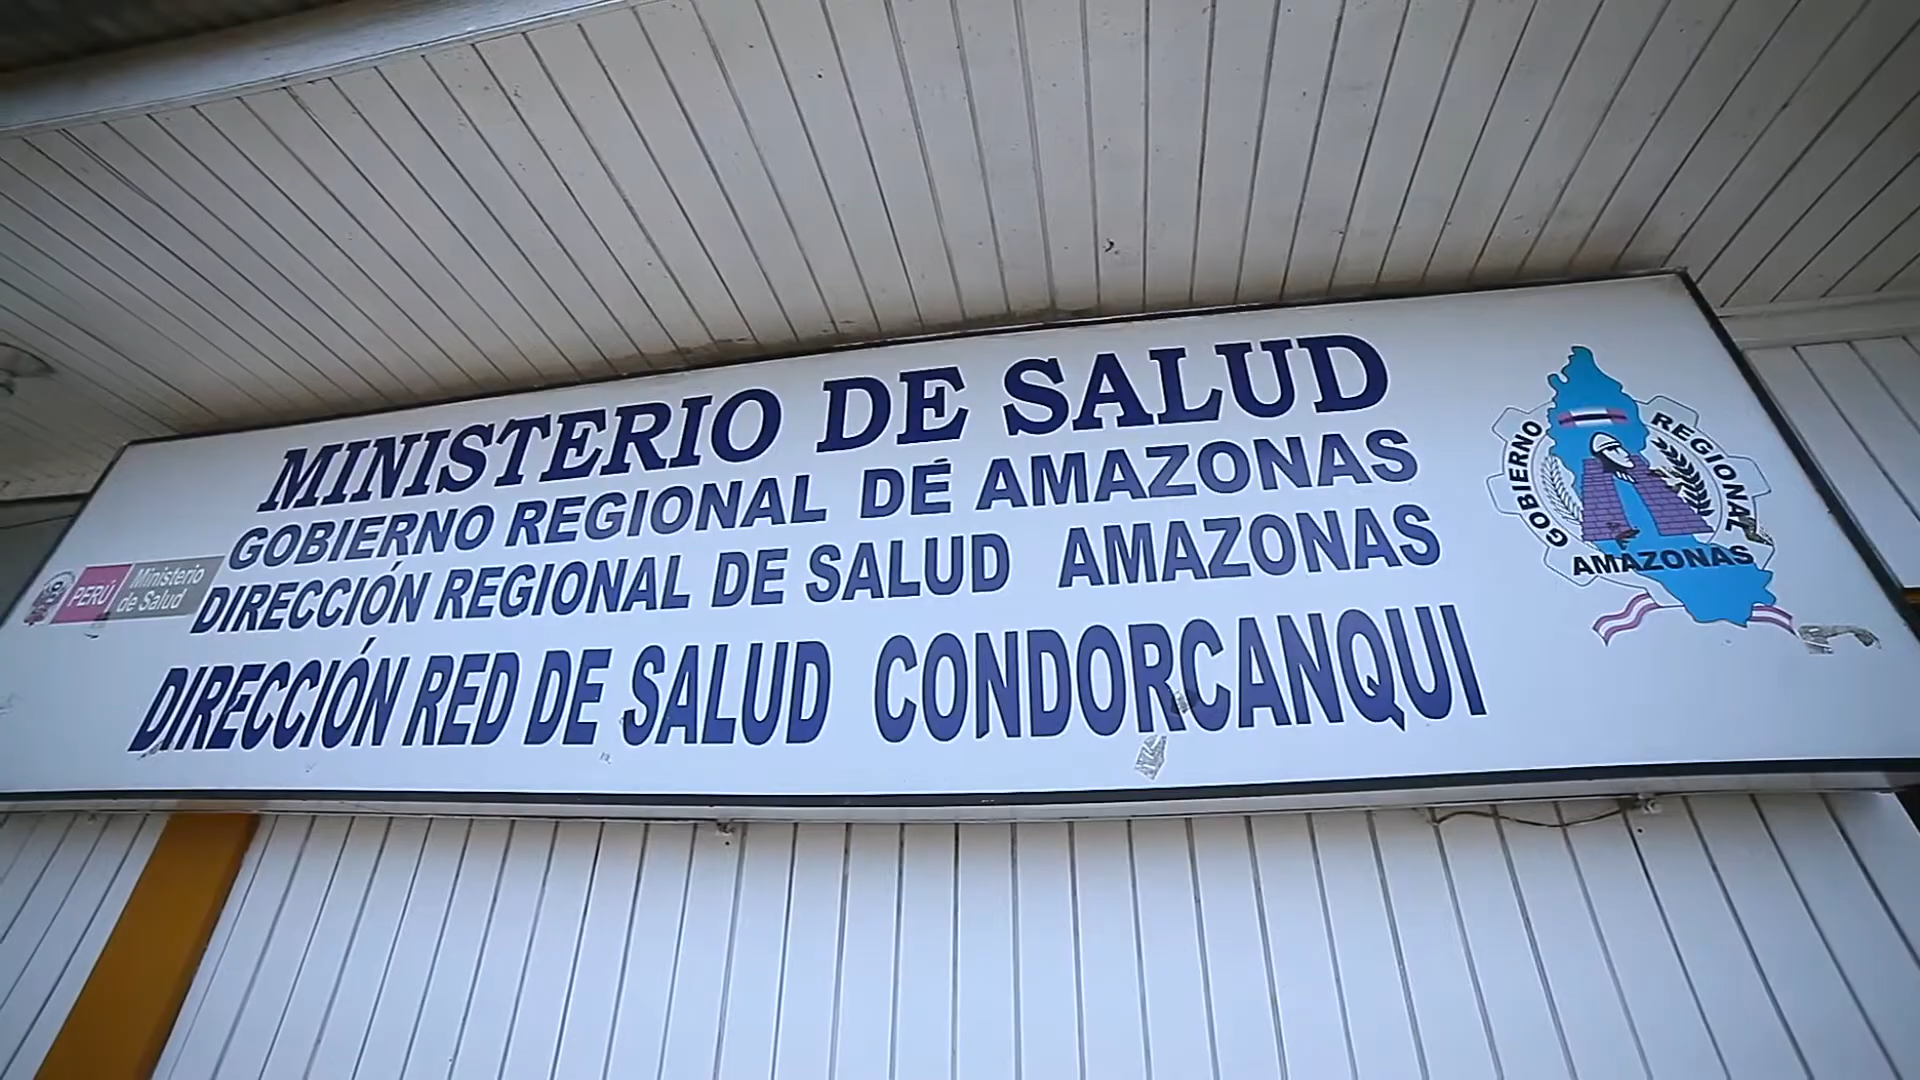 MINISTERIO DE SALUD
GOBIERNO REGIONAL DE AMAZONAS
DIRECCIÓN REGIONAL DE SALUD AMAZONAS
DIRECCIÓN RED DE SALUD CONDORCANQUI
PERÚ
Ministerio
de Salud
GOBIERNO REGIONAL
AMAZONAS